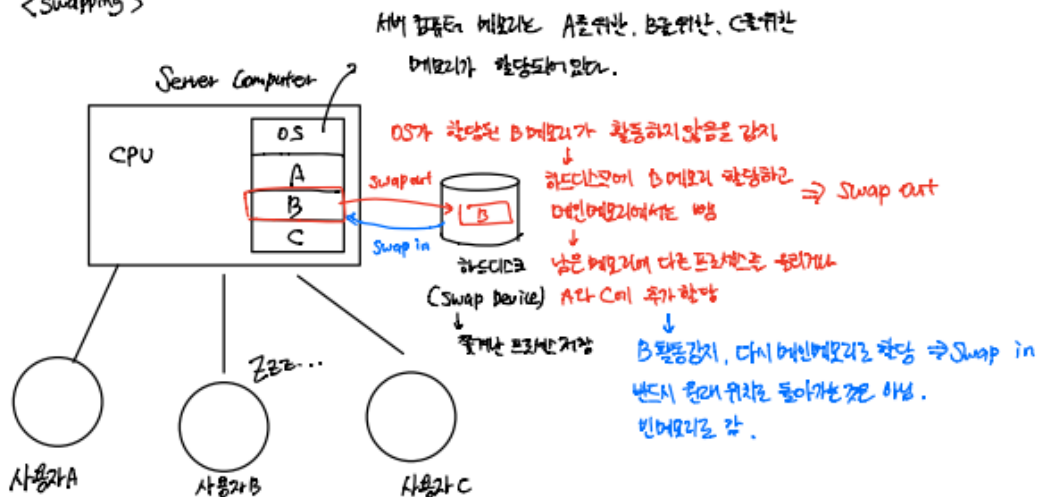 <Swapping>
서버 컴퓨터 메모리는 A를위한, B를위한, C를위한
메모리가 할당되어있다.
Server Computer
CPU
OS
A
B
C
swap out
swap in
B
하드디스크
(Swap Device)
↓
쫓겨난 프로세스 저장
OS가 할당된 B메모리가 활동하지 않음을 감지
↓
하드디스크에 B메모리 할당하고
메인메모리에서는 뺌
⇒ Swap out
↓
남은메모리에 다른 프로세스를 올리거나
A와 C에 추가할당
↓
B활동감지, 다시 메인메모리로 할당 ⇒ Swap in
반드시 원래 위치로 돌아가는것은 아님.
빈메모리로 감.
Zzz...
사용자A
사용자B
사용자C